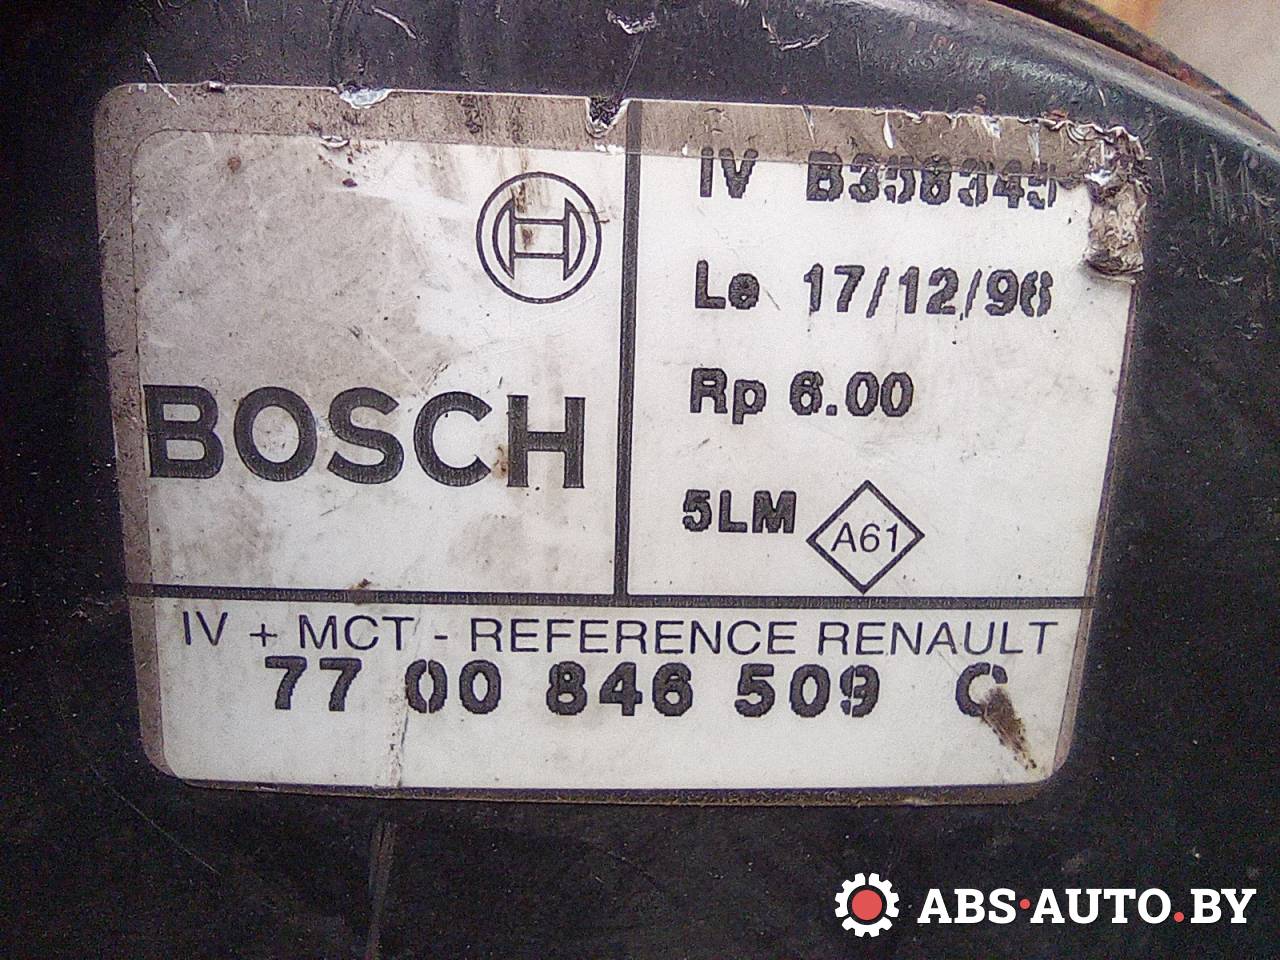 BOSCH
IV B358345
Le 17/12/98
Rp 6.00
5LM A61
IV + MCT - REFERENCE RENAULT
77 00 846 509 C
ABS·AUTO.BY